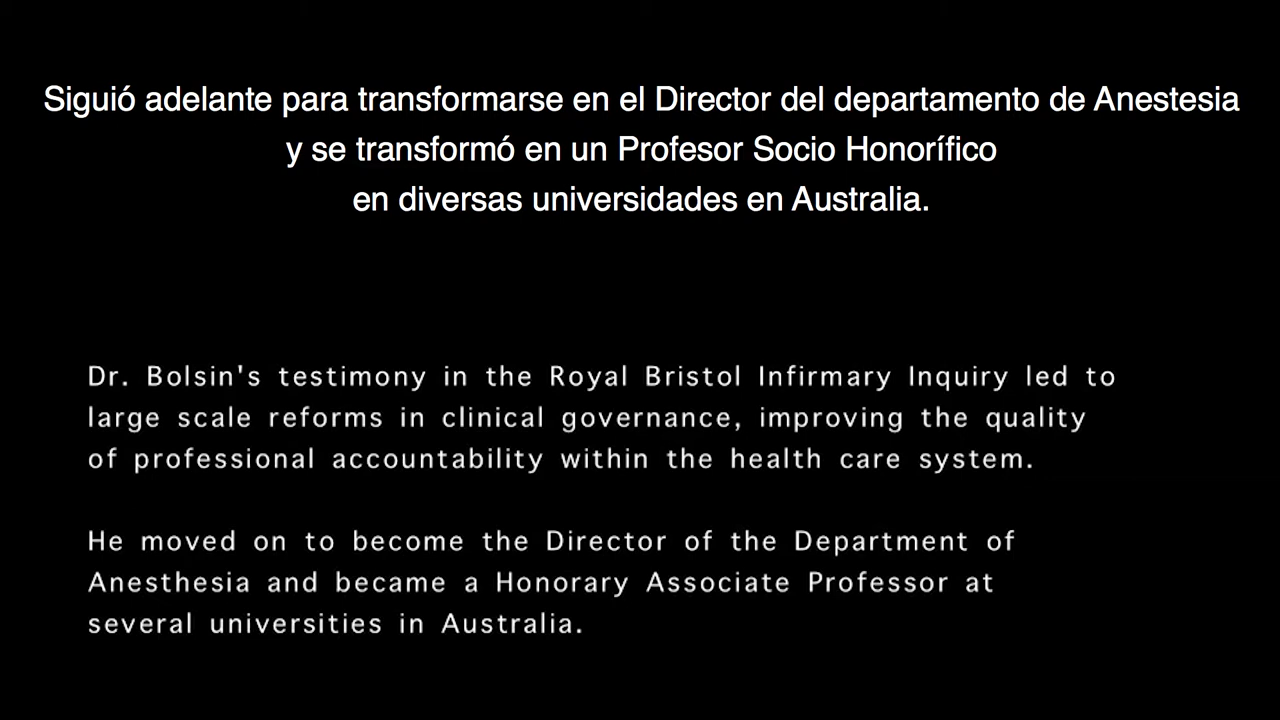 Siguió adelante para transformarse en el Director del departamento de Anestesia
y se transformó en un Profesor Socio Honorífico
en diversas universidades en Australia.
Dr. Bolsin's testimony in the Royal Bristol Infirmary Inquiry led to
large scale reforms in clinical governance, improving the quality
of professional accountability within the health care system.
He moved on to become the Director of the Department of
Anesthesia and became a Honorary Associate Professor at
several universities in Australia.